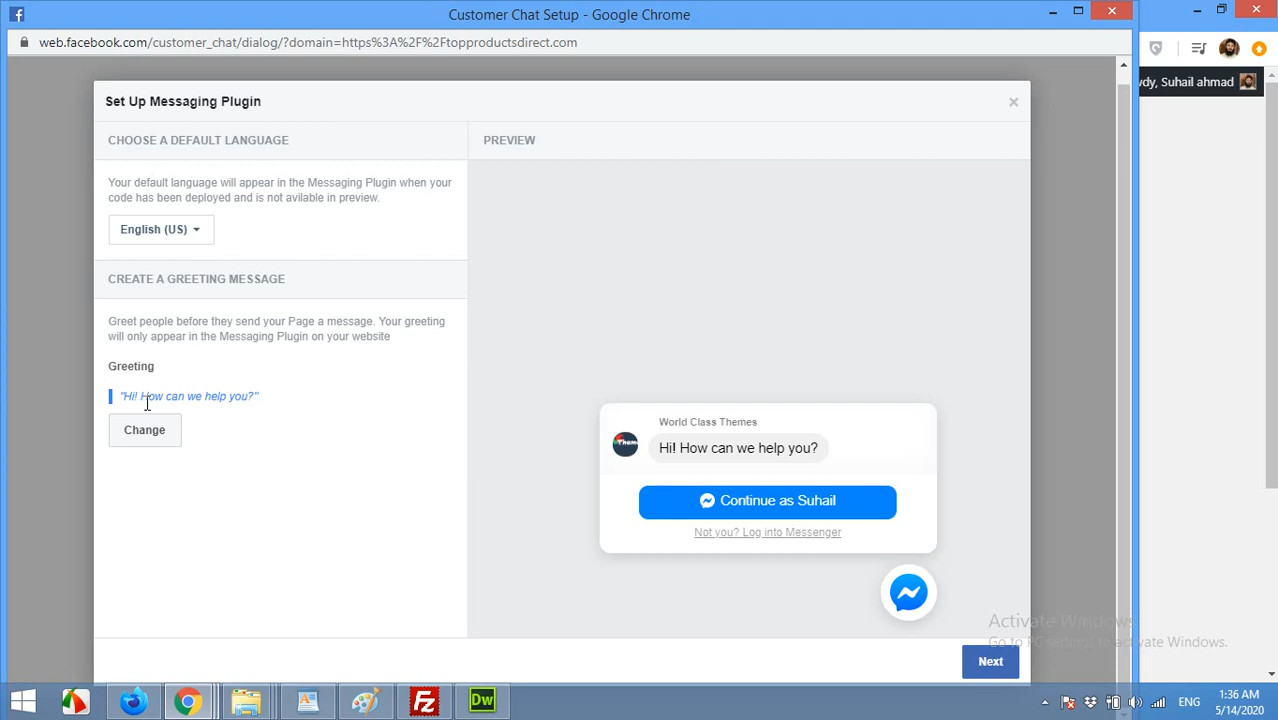 Customer Chat Setup - Google Chrome
web.facebook.com/customer_chat/dialog/?domain=https%3A%2F%2Ftopproductsdirect.com
wdy, Suhail ahmad
Set Up Messaging Plugin
CHOOSE A DEFAULT LANGUAGE
PREVIEW
Your default language will appear in the Messaging Plugin when your
code has been deployed and is not avilable in preview.
English (US)
CREATE A GREETING MESSAGE
Greet people before they send your Page a message. Your greeting
will only appear in the Messaging Plugin on your website
Greeting
"Hi! How can we help you?"
Change
World Class Themes
Hi! How can we help you?
Continue as Suhail
Not you? Log into Messenger
Activate Windows
Go to PC settings to activate Windows.
Next
Fz
Dw
ENG
1:36 AM
5/14/2020